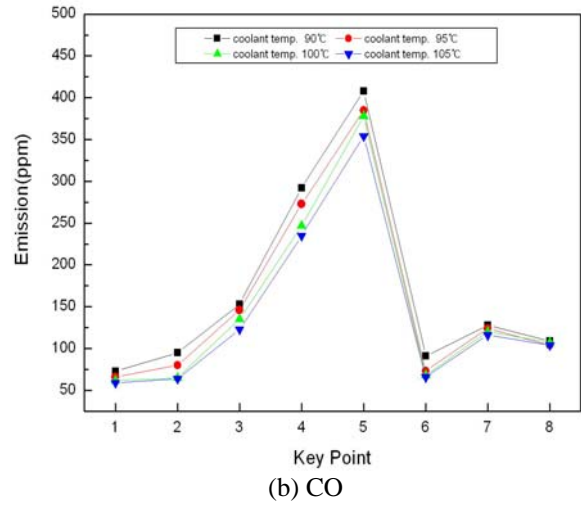 500
450
400
350
300
250
200
150
100
50
Emission(ppm)
coolant temp. 90℃ coolant temp. 95℃
coolant temp. 100℃ coolant temp. 105℃
1 2 3 4 5 6 7 8
Key Point
(b) CO